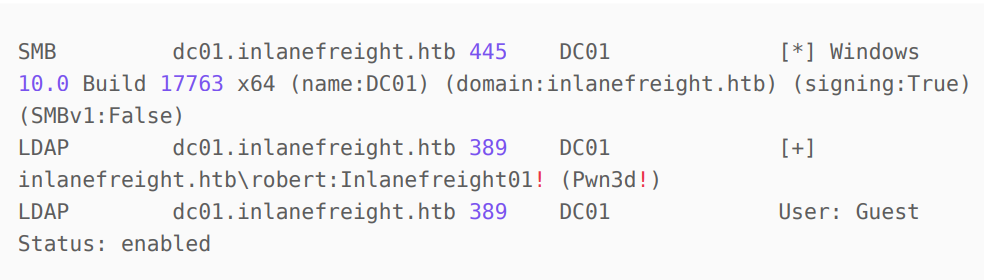 SMB dc01.inlanefreight.htb 445 DC01 [*] Windows
10.0 Build 17763 x64 (name:DC01) (domain:inlanefreight.htb) (signing:True)
(SMBv1:False)
LDAP dc01.inlanefreight.htb 389 DC01 [+]
inlanefreight.htb\robert:Inlanefreight01! (Pwn3d!)
LDAP dc01.inlanefreight.htb 389 DC01 User: Guest
Status: enabled